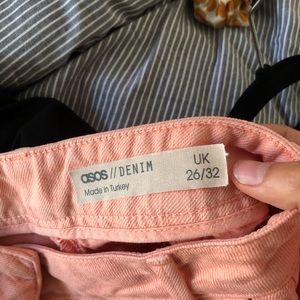 asos//DENIM
Made in Turkey
UK
26/32